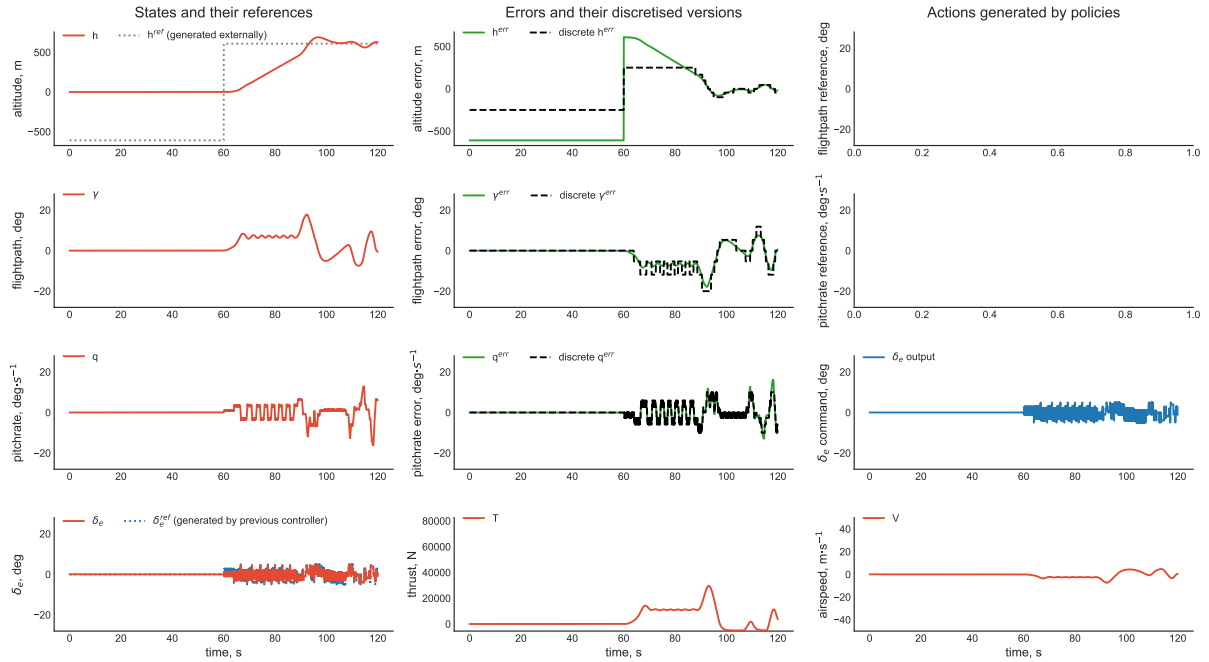 States and their references
Errors and their discretised versions
Actions generated by policies
h
h^ref (generated externally)
altitude, m
500
0
−500
0 20 40 60 80 100 120
h^err
discrete h^err
altitude error, m
500
0
−500
0 20 40 60 80 100 120
flightpath reference, deg
20
0
−20
0.0 0.2 0.4 0.6 0.8 1.0
γ
flightpath, deg
20
0
−20
0 20 40 60 80 100 120
γ^err
discrete γ^err
flightpath error, deg
20
0
−20
0 20 40 60 80 100 120
pitchrate reference, deg·s⁻¹
20
0
−20
0.0 0.2 0.4 0.6 0.8 1.0
q
pitchrate, deg·s⁻¹
20
0
−20
0 20 40 60 80 100 120
q^err
discrete q^err
pitchrate error, deg·s⁻¹
20
0
−20
0 20 40 60 80 100 120
δ_e output
δ_e command, deg
20
0
−20
0 20 40 60 80 100 120
δ_e
δ_e^ref (generated by previous controller)
δ_e, deg
20
0
−20
0 20 40 60 80 100 120
time, s
T
thrust, N
80000
60000
40000
20000
0
0 20 40 60 80 100 120
time, s
V
airspeed, m·s⁻¹
40
20
0
−20
−40
0 20 40 60 80 100 120
time, s